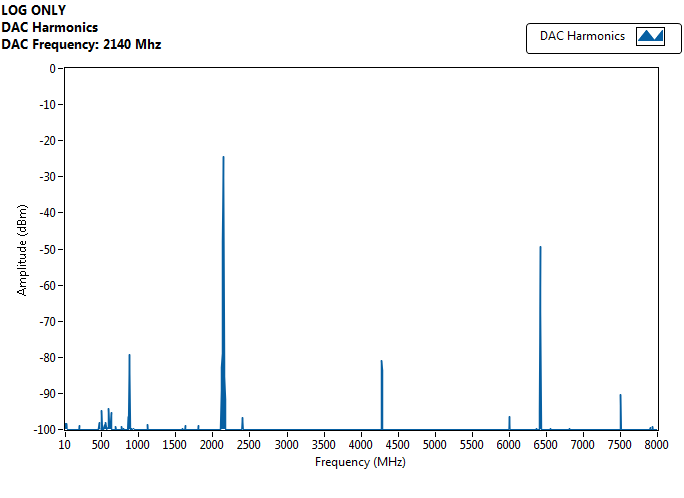 LOG ONLY
DAC Harmonics
DAC Frequency: 2140 Mhz
DAC Harmonics
0
-10
-20
-30
-40
-50
-60
-70
-80
-90
-100
Amplitude (dBm)
10 500 1000 1500 2000 2500 3000 3500 4000 4500 5000 5500 6000 6500 7000 7500 8000
Frequency (MHz)